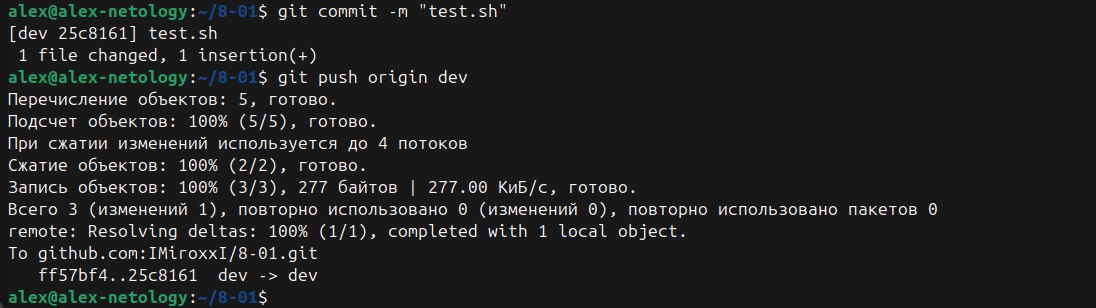 alex@alex-netology:~/8-01$ git commit -m "test.sh"
[dev 25c8161] test.sh
 1 file changed, 1 insertion(+)
alex@alex-netology:~/8-01$ git push origin dev
Перечисление объектов: 5, готово.
Подсчет объектов: 100% (5/5), готово.
При сжатии изменений используется до 4 потоков
Сжатие объектов: 100% (2/2), готово.
Запись объектов: 100% (3/3), 277 байтов | 277.00 КиБ/с, готово.
Всего 3 (изменений 1), повторно использовано 0 (изменений 0), повторно использовано пакетов 0
remote: Resolving deltas: 100% (1/1), completed with 1 local object.
To github.com:IMiroxxI/8-01.git
   ff57bf4..25c8161  dev -> dev
alex@alex-netology:~/8-01$